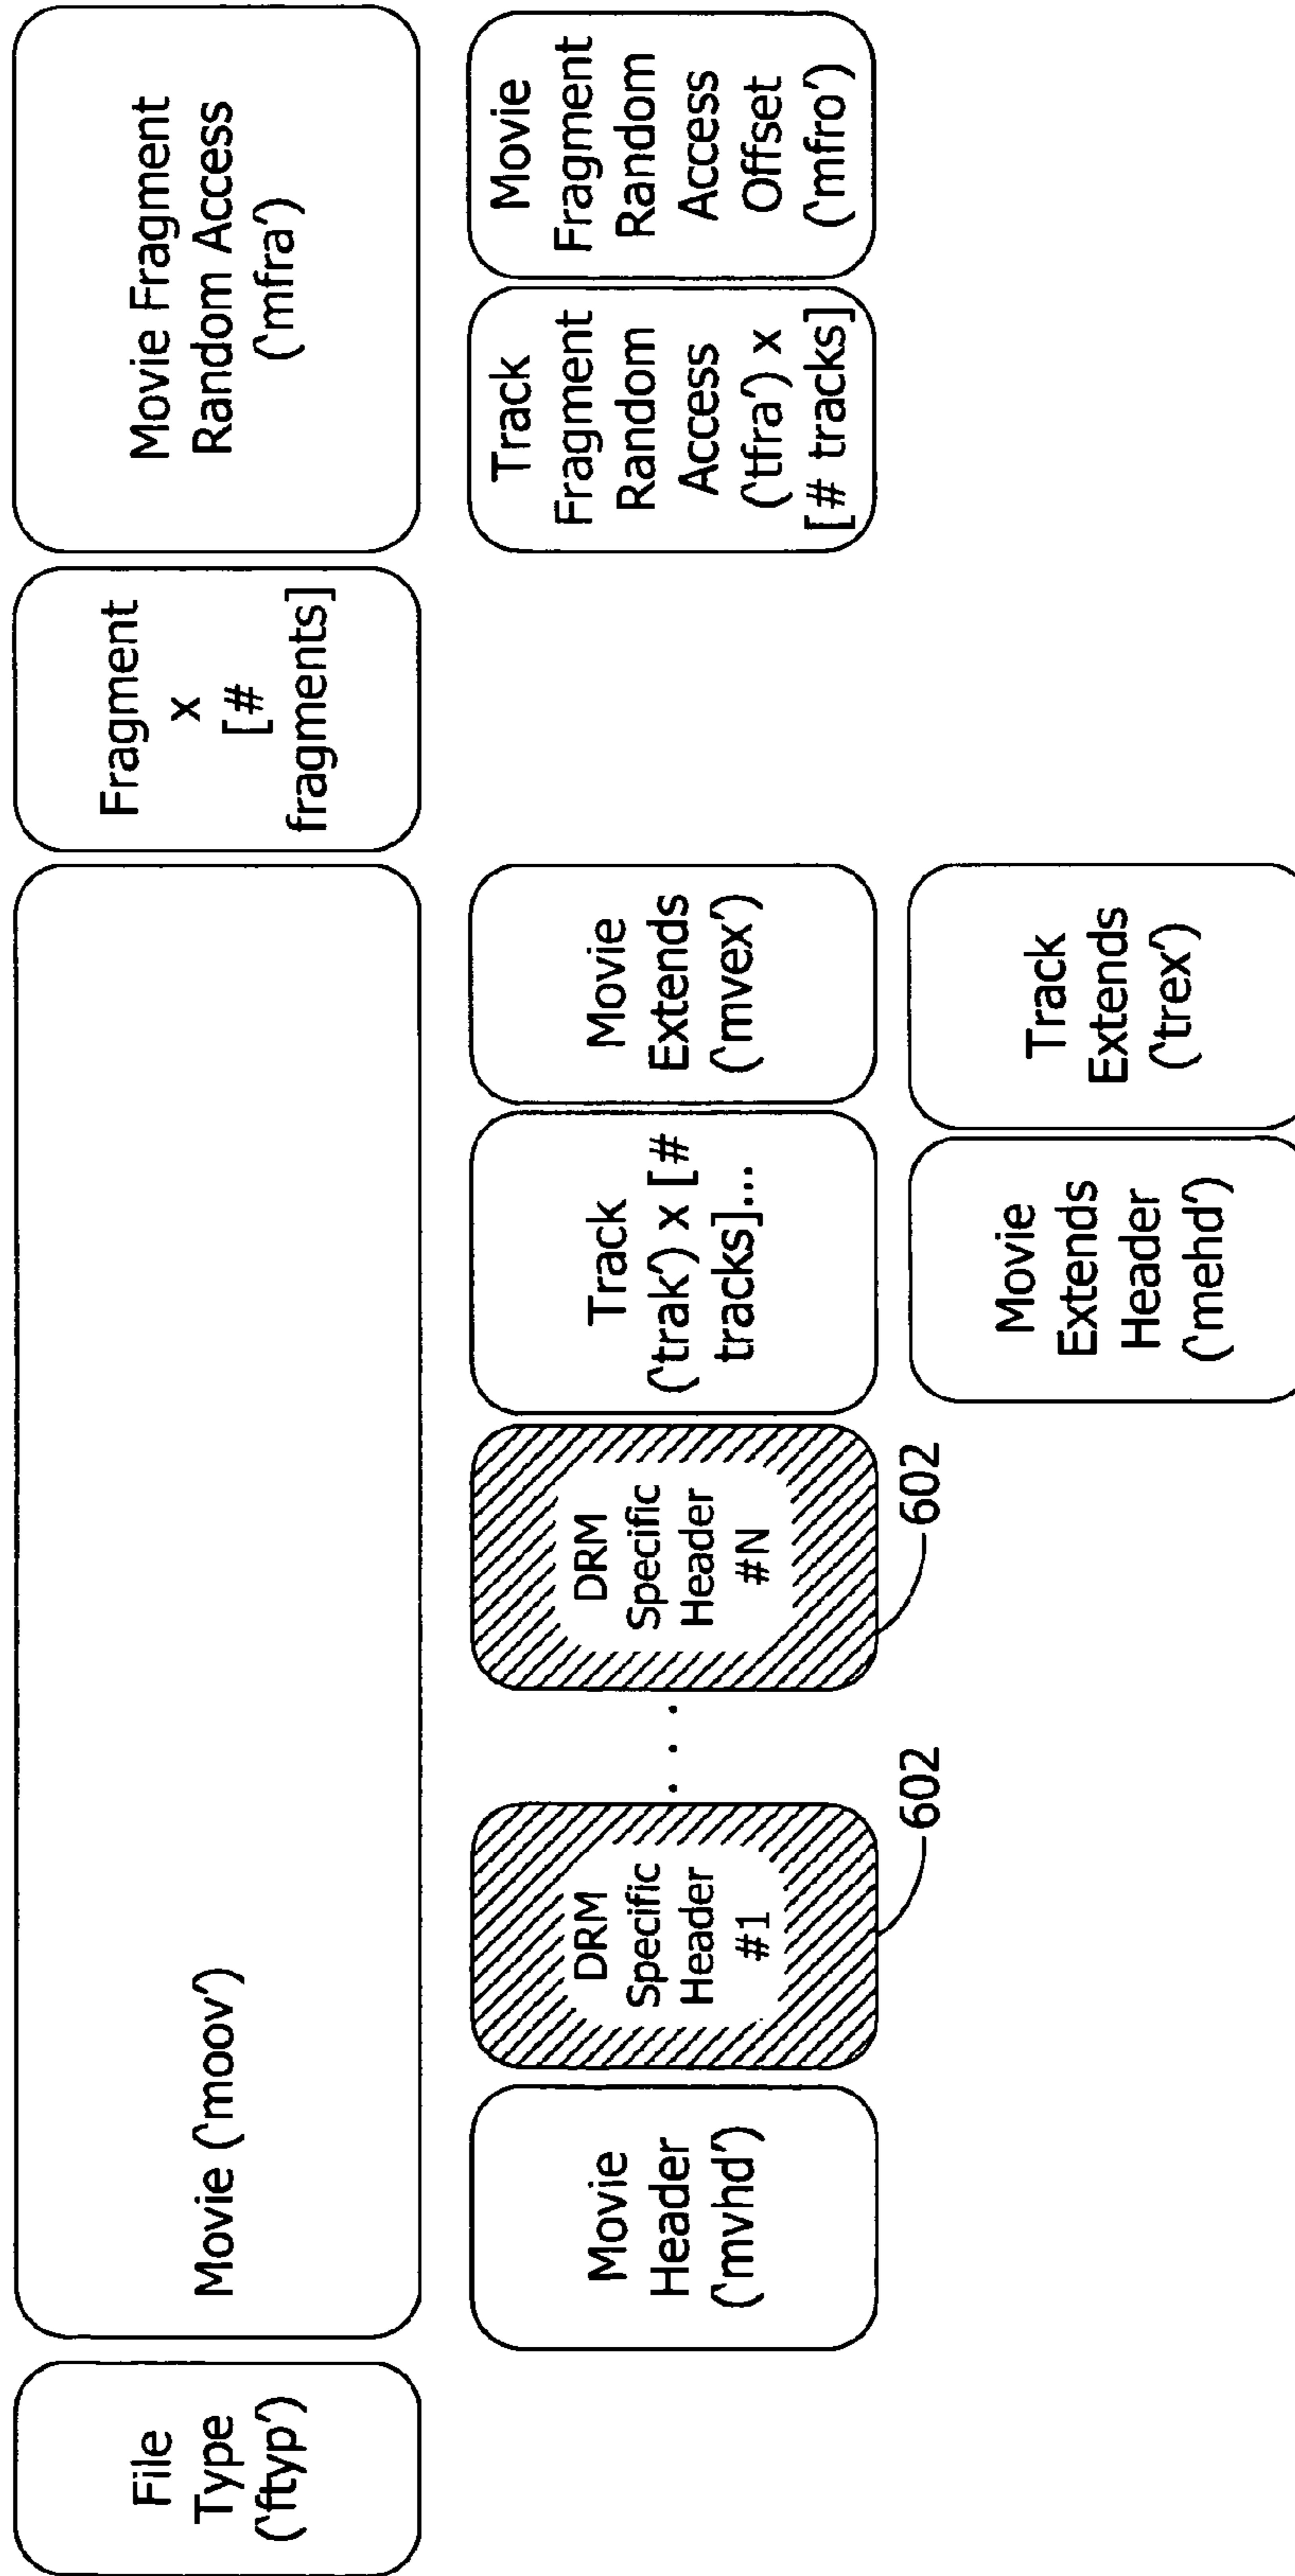 File
Type
(‘ftyp’)
Movie (‘moov’)
Fragment
x
[#
fragments]
Movie Fragment
Random Access
(‘mfra’)
Movie
Header
(‘mvhd’)
DRM
Specific
Header
#1
. . .
DRM
Specific
Header
#N
Track
(‘trak’) x [#
tracks]...
Movie
Extends
(‘mvex’)
Track
Fragment
Random
Access
(‘tfra’) x
[# tracks]
Movie
Fragment
Random
Access
Offset
(‘mfro’)
602
602
Movie
Extends
Header
(‘mehd’)
Track
Extends
(‘trex’)